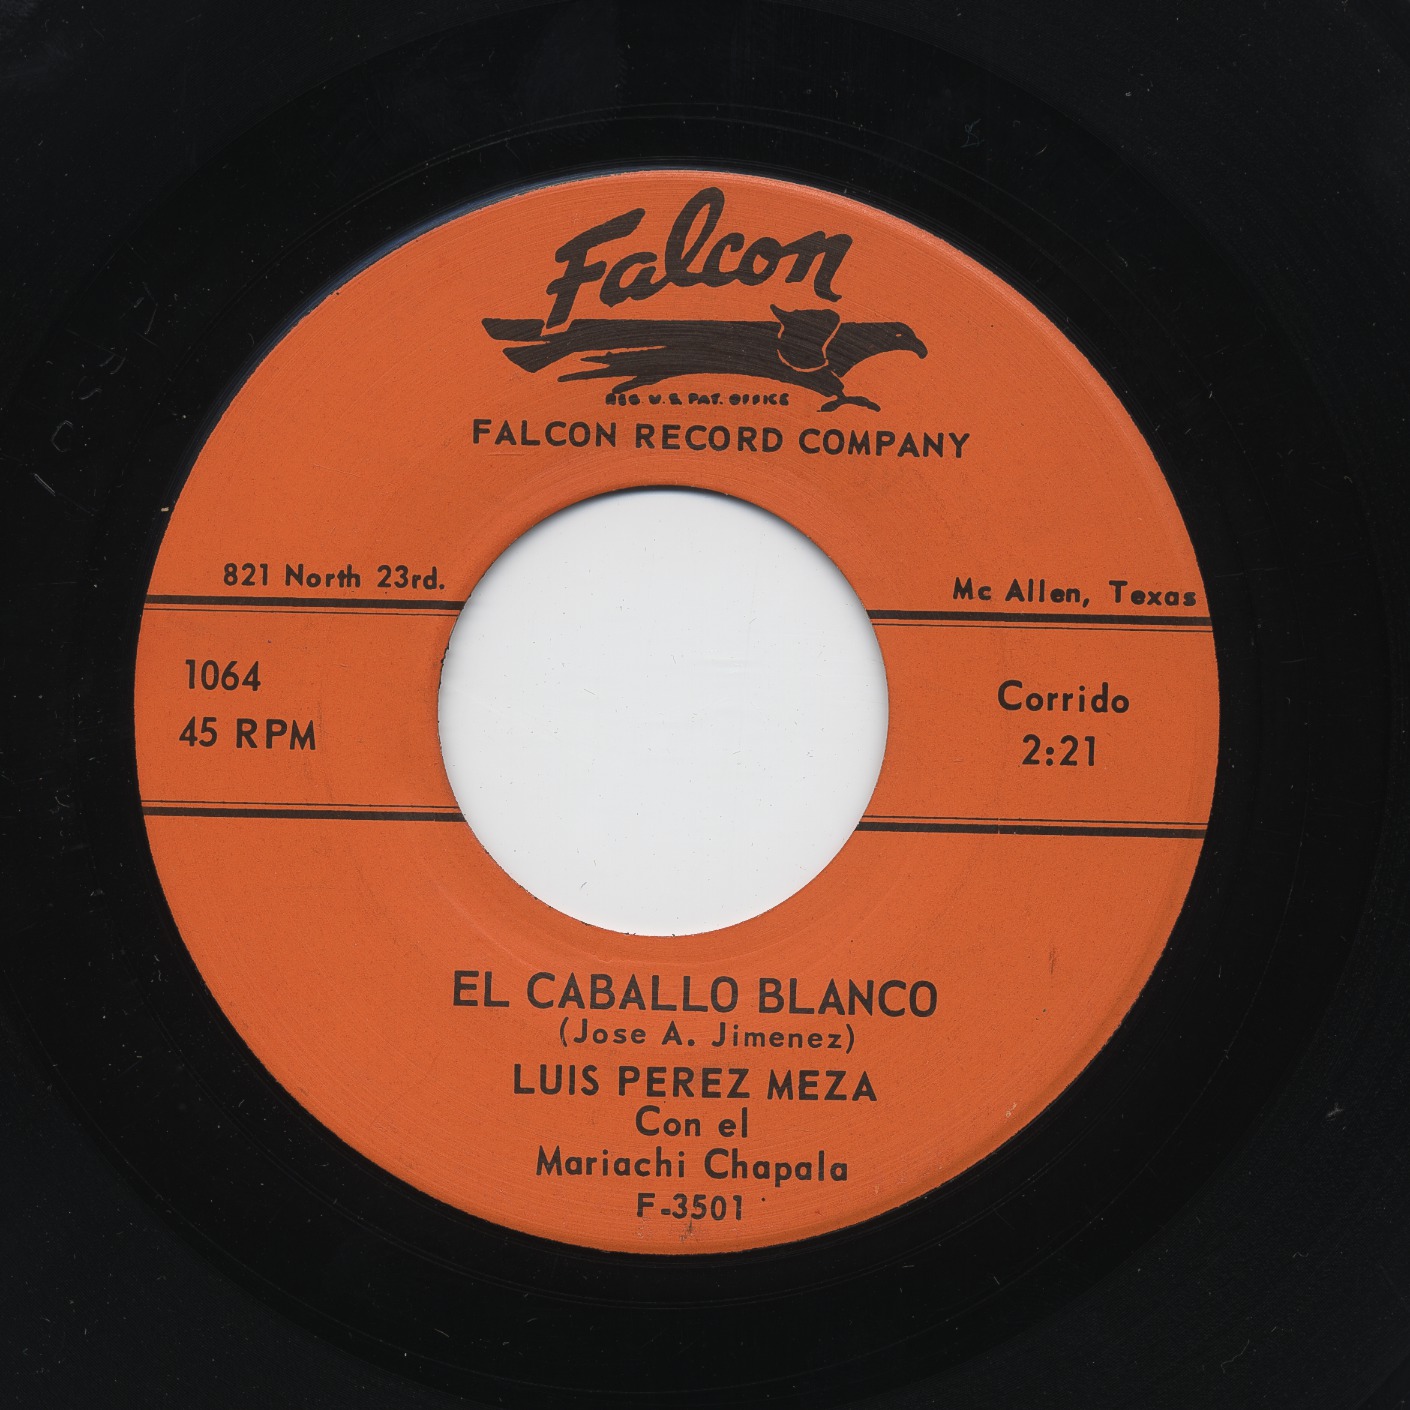 Falcon
REG. U.S. PAT. OFFICE
FALCON RECORD COMPANY
821 North 23rd.
Mc Allen, Texas
1064
45 RPM
Corrido
2:21
EL CABALLO BLANCO
(Jose A. Jimenez)
LUIS PEREZ MEZA
Con el
Mariachi Chapala
F-3501